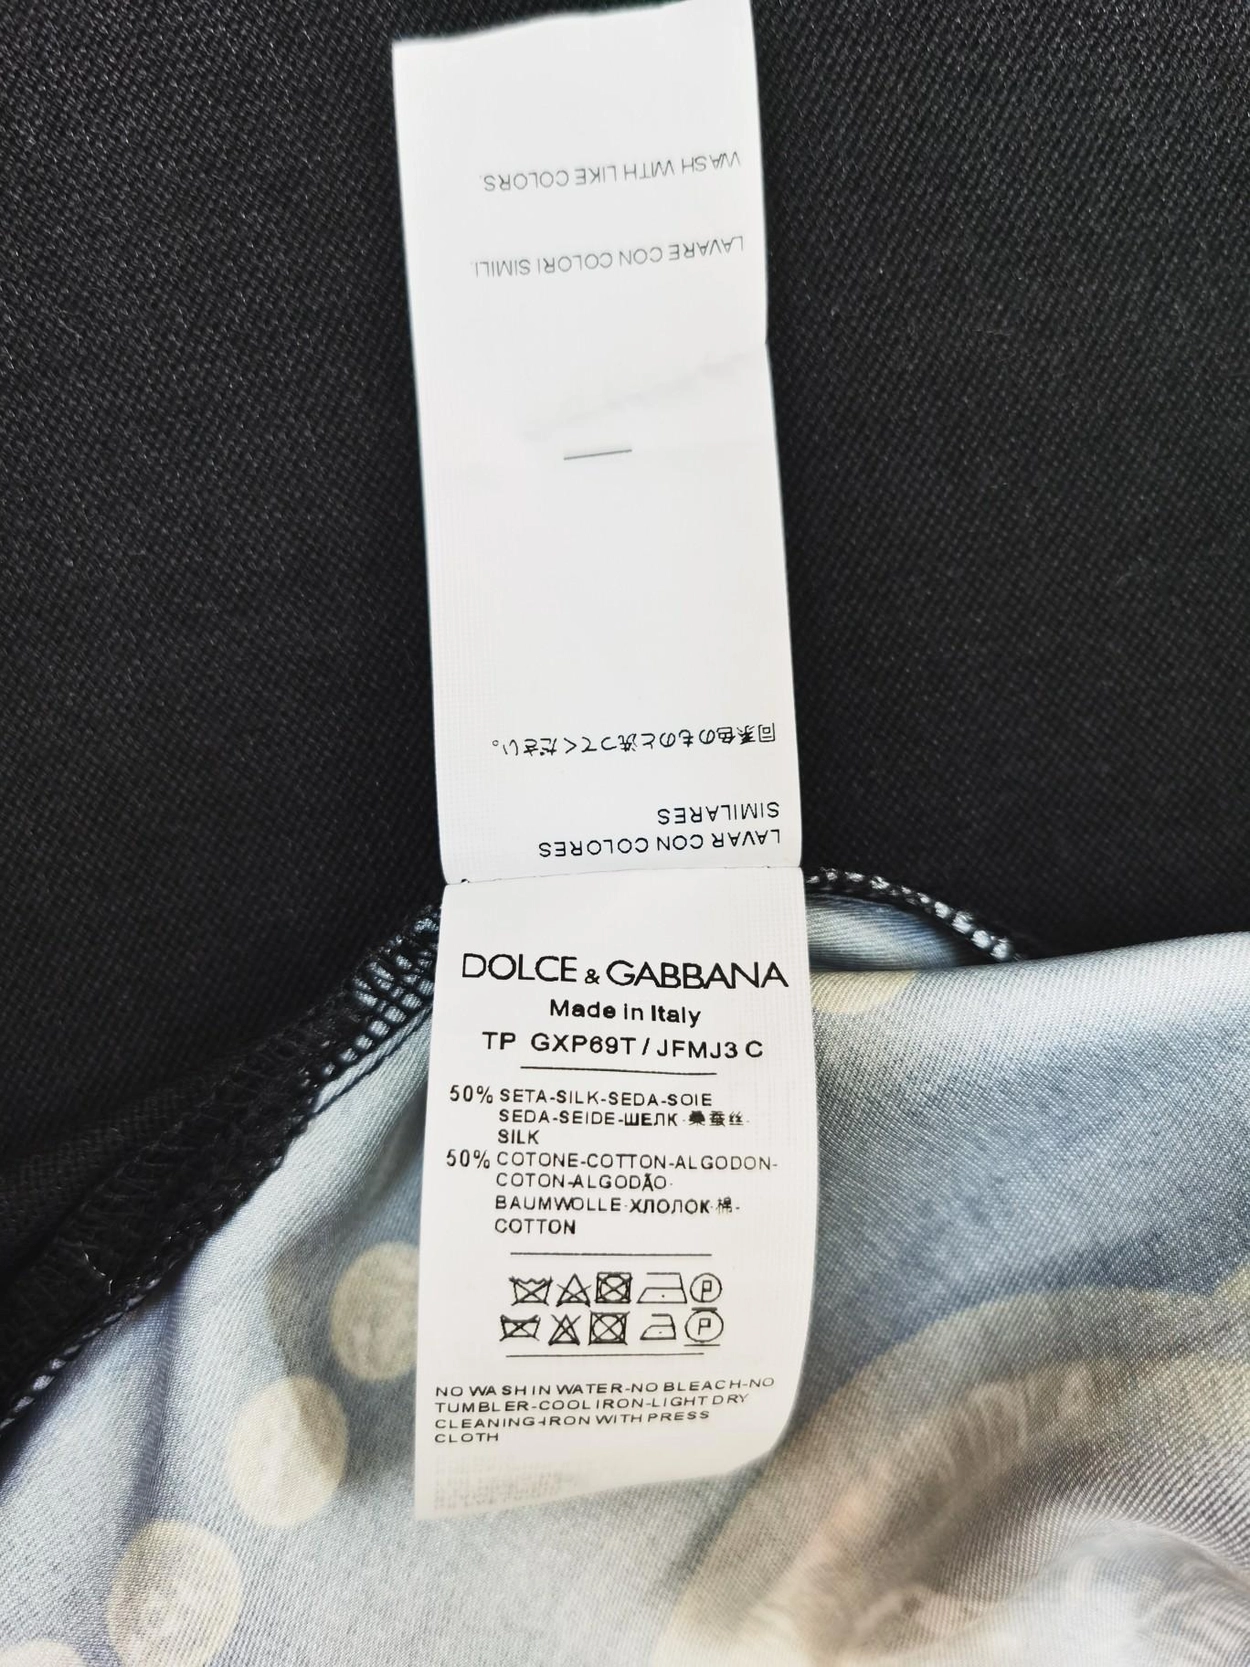 WASH WITH LIKE COLORS.
LAVARE CON COLORI SIMILI.
同系色のものと洗つてください。
LAVAR CON COLORES
SIMILARES
DOLCE & GABBANA
Made in Italy
TP GXP69T / JFMJ3 C
50% SETA-SILK-SEDA-SOIE
SEDA-SEIDE-ШЕЛК·桑蚕丝-
SILK
50% COTONE-COTTON-ALGODON-
COTON-ALGODÃO-
BAUMWOLLE-ХЛОПОК·棉-
COTTON
P
P
NO WASH IN WATER-NO BLEACH-NO
TUMBLER-COOL IRON-LIGHT DRY
CLEANING-IRON WITH PRESS
CLOTH